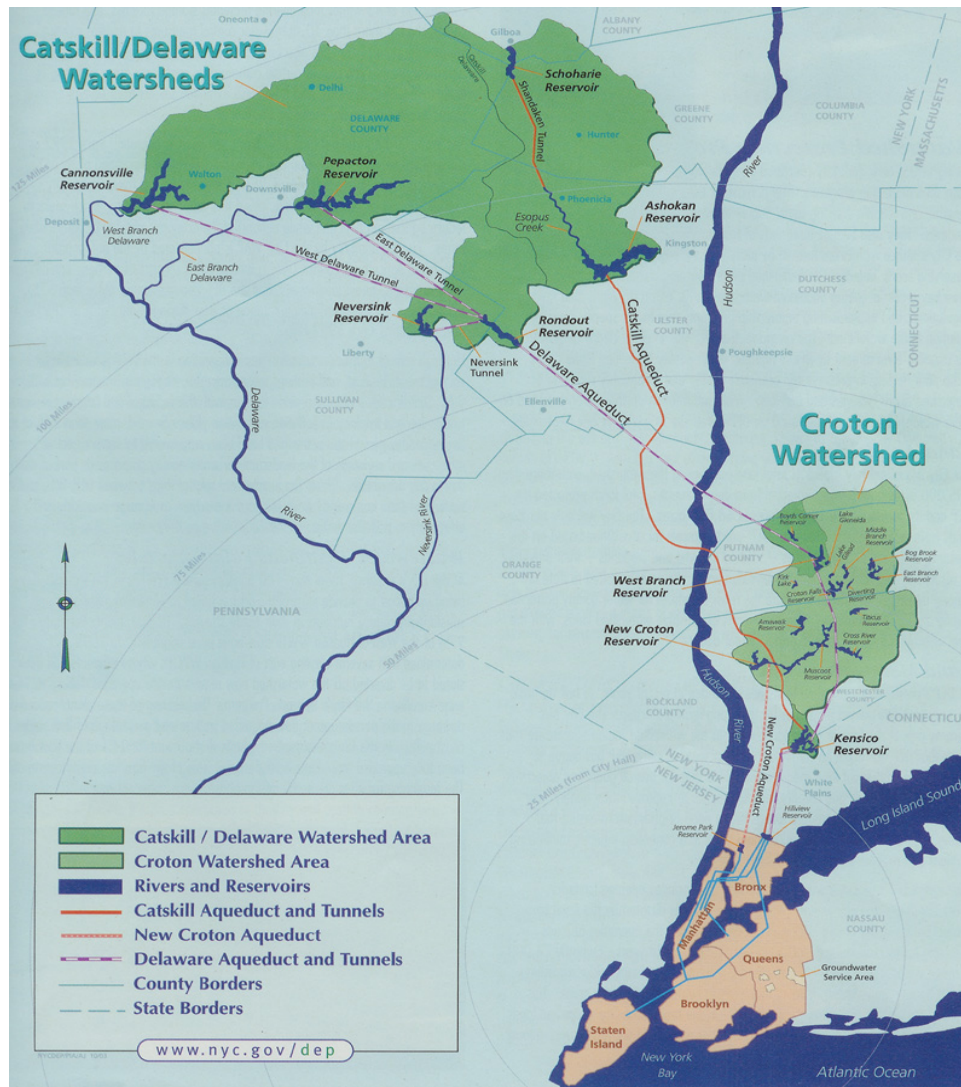 Oneonta
Gilboa
ALBANY
COUNTY
Catskill/Delaware
Watersheds
Schoharie
Reservoir
Catskill
Delaware
Shandaken Tunnel
Delhi
DELAWARE
COUNTY
Hunter
GREENE
COUNTY
COLUMBIA
COUNTY
NEW YORK
MASSACHUSETTS
River
125 Miles
Cannonsville
Reservoir
Walton
Downsville
Pepacton
Reservoir
Phoenicia
Ashokan
Reservoir
Deposit
West Branch
Delaware
Esopus
Creek
Kingston
East Branch
Delaware
West Delaware Tunnel
East Delaware Tunnel
Hudson
DUTCHESS
COUNTY
CONNECTICUT
Neversink
Reservoir
Rondout
Reservoir
Catskill Aqueduct
ULSTER
COUNTY
Liberty
Neversink
Tunnel
Delaware Aqueduct
Poughkeepsie
100 Miles
Delaware
SULLIVAN
COUNTY
Ellenville
Croton
Watershed
River
Neversink River
Boyds Corner
Reservoir
Lake
Gleneida
Lake
Gilead
Middle
Branch
Reservoir
Bog Brook
Reservoir
East Branch
Reservoir
75 Miles
ORANGE
COUNTY
PUTNAM
COUNTY
West Branch
Reservoir
Kirk
Lake
Croton Falls
Reservoir
Diverting
Reservoir
Titicus
Reservoir
PENNSYLVANIA
New Croton
Reservoir
Amawalk
Reservoir
Cross River
Reservoir
Muscoot
Reservoir
50 Miles
Hudson
River
ROCKLAND
COUNTY
WESTCHESTER
COUNTY
CONNECTICUT
New Croton Aqueduct
Kensico
Reservoir
NEW YORK
NEW JERSEY
25 Miles (from City Hall)
White
Plains
Long Island Sound
Jerome Park
Reservoir
Hillview
Reservoir
Catskill / Delaware Watershed Area
Croton Watershed Area
Rivers and Reservoirs
Catskill Aqueduct and Tunnels
New Croton Aqueduct
Delaware Aqueduct and Tunnels
County Borders
State Borders
www.nyc.gov/dep
Bronx
Manhattan
NASSAU
COUNTY
Queens
Groundwater
Service Area
Brooklyn
Staten
Island
New York
Bay
Atlantic Ocean